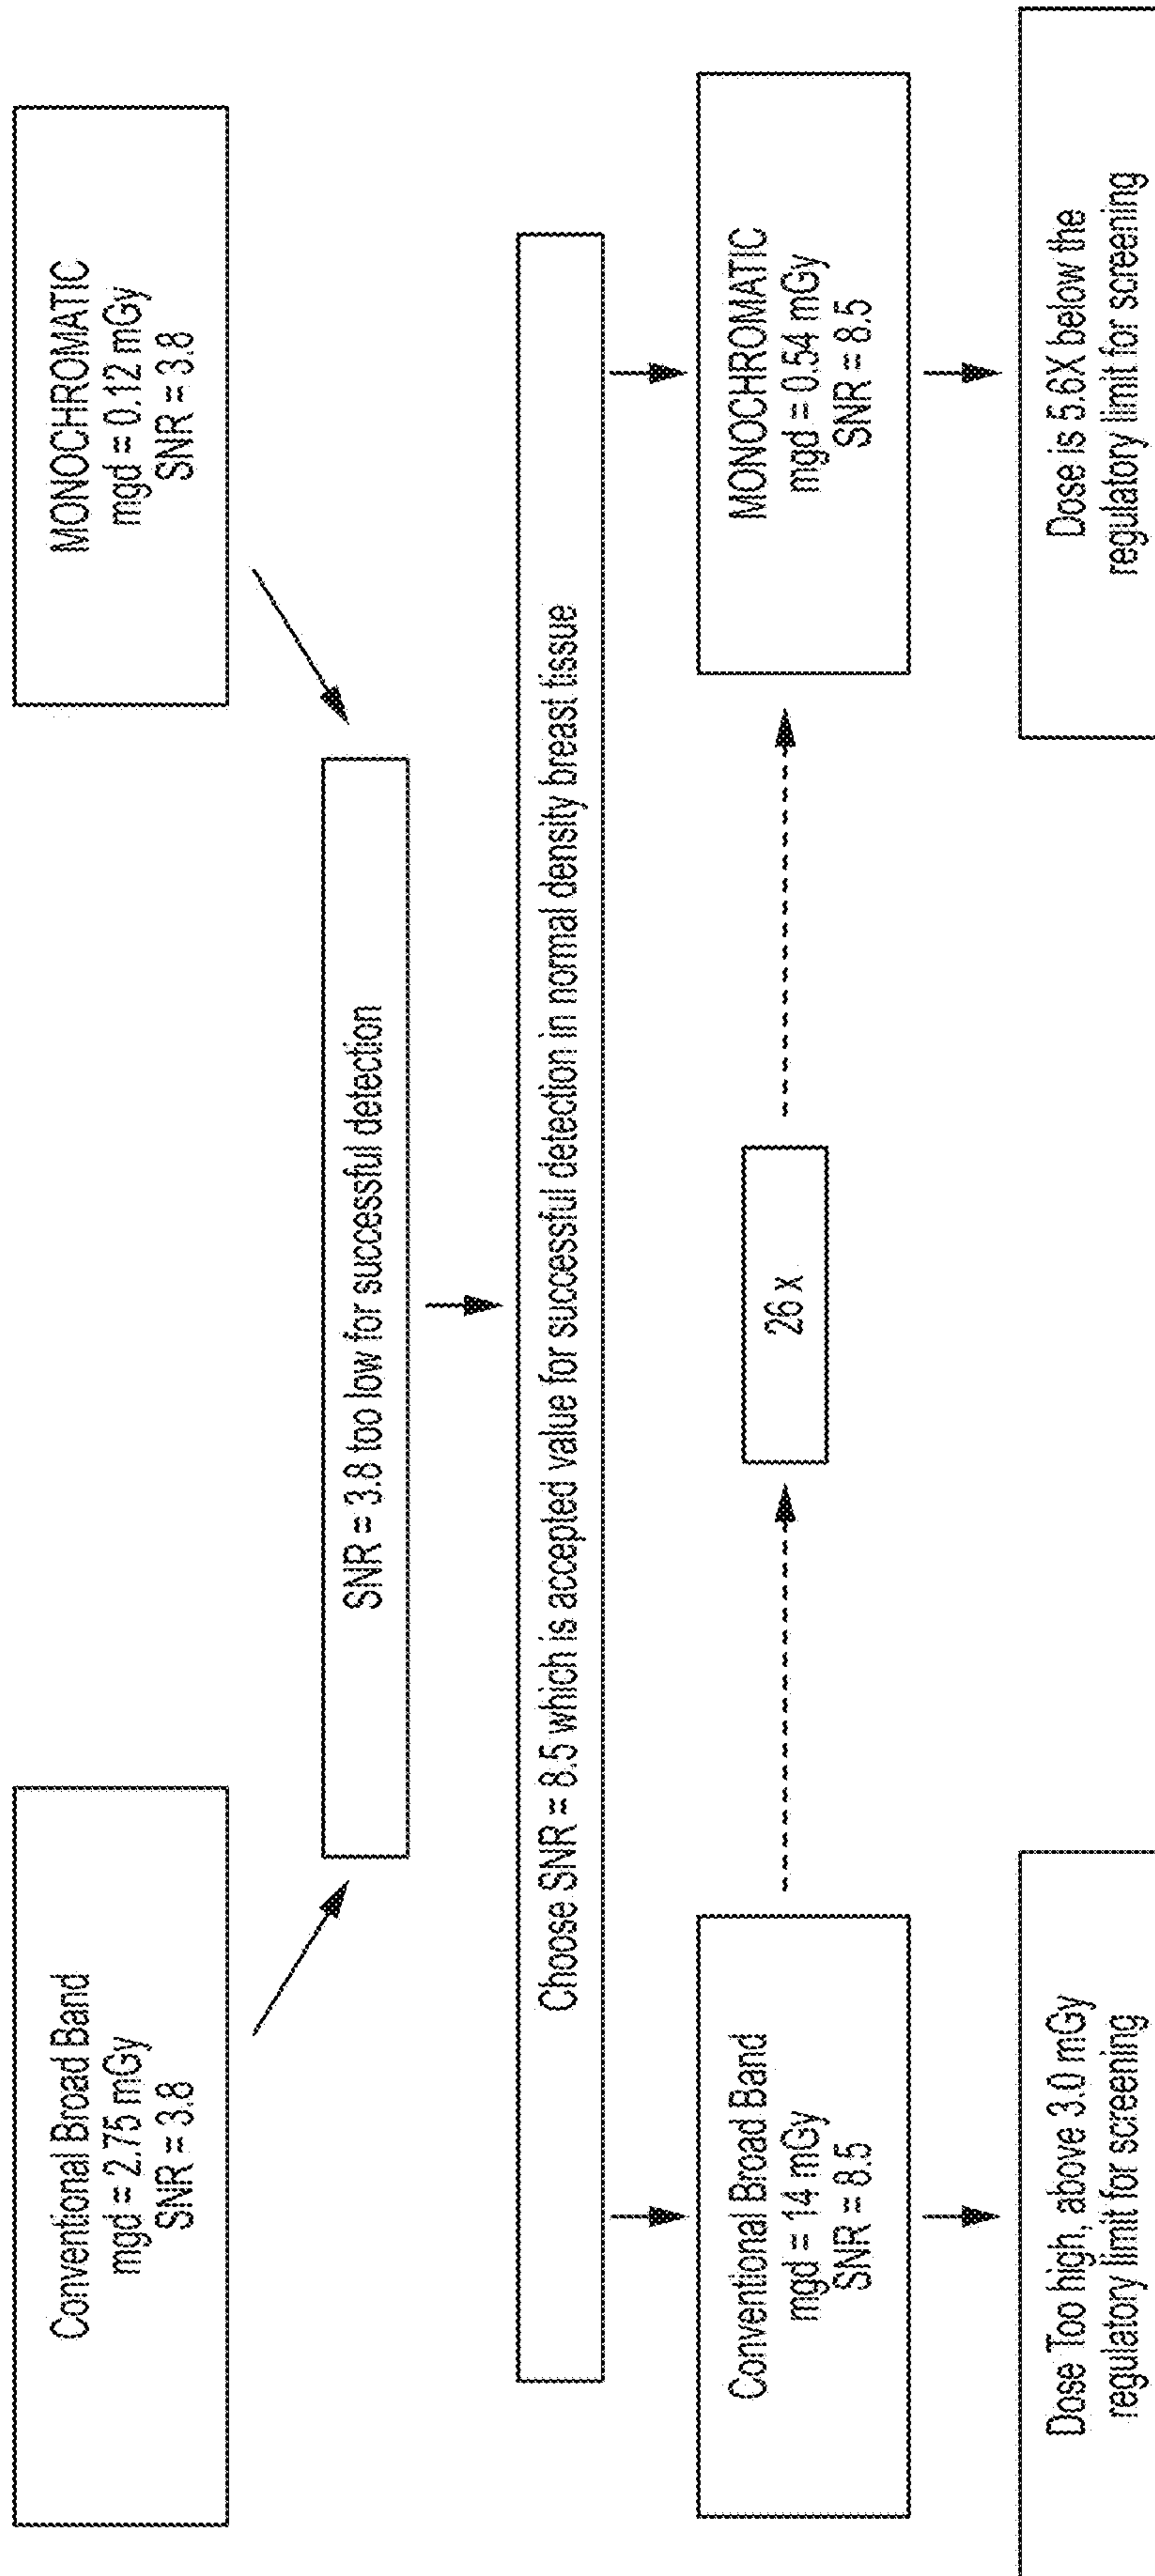 Conventional Broad Band
mgd = 2.75 mGy
SNR = 3.8
MONOCHROMATIC
mgd = 0.12 mGy
SNR = 3.8
SNR = 3.8 too low for successful detection
Choose SNR = 8.5 which is accepted value for successful detection in normal density breast tissue
Conventional Broad Band
mgd = 14 mGy
SNR = 8.5
26 x
MONOCHROMATIC
mgd = 0.54 mGy
SNR = 8.5
Dose Too high, above 3.0 mGy
regulatory limit for screening
Dose is 5.6X below the
regulatory limit for screening